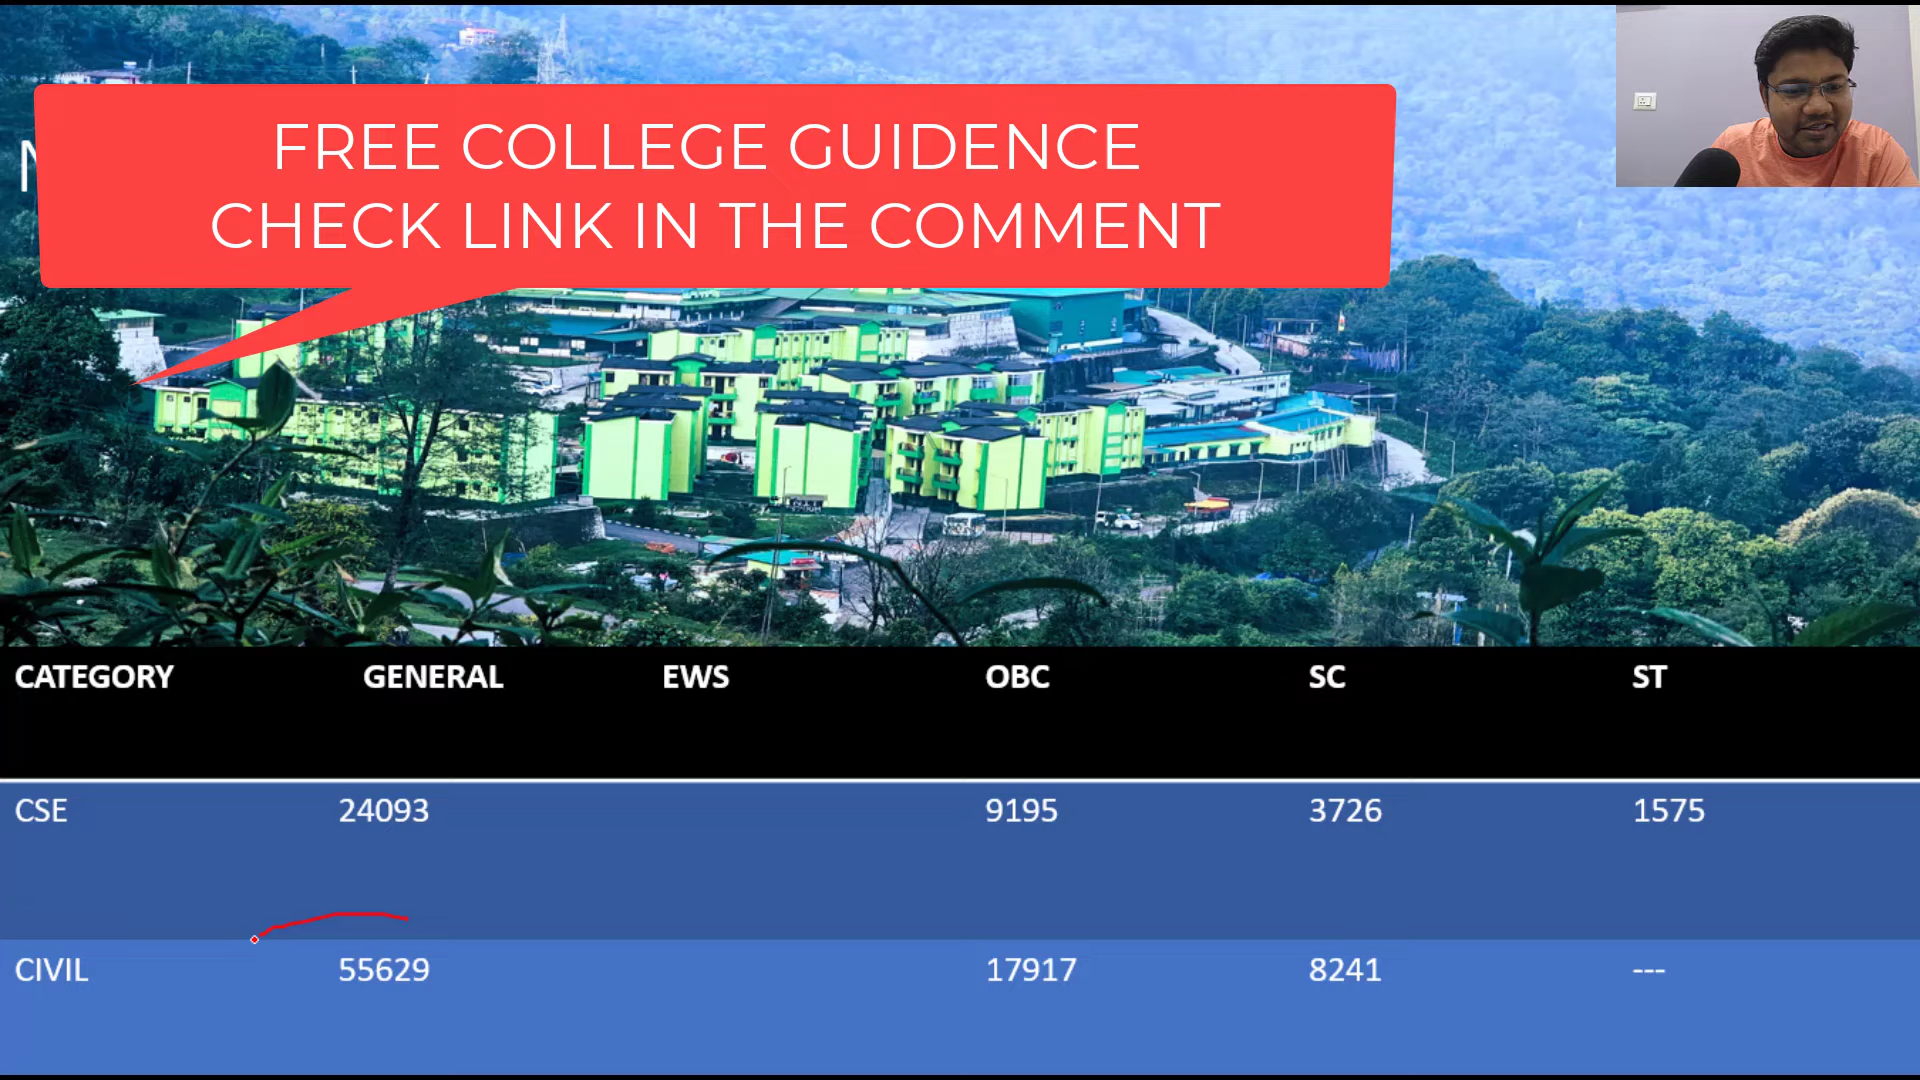 FREE COLLEGE GUIDENCE
CHECK LINK IN THE COMMENT
CATEGORY GENERAL EWS OBC SC ST
CSE 24093 9195 3726 1575
CIVIL 55629 17917 8241 ---